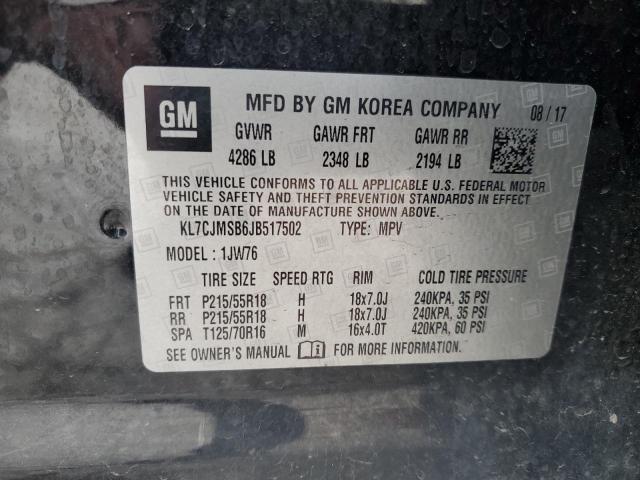 GM MFD BY GM KOREA COMPANY 08/17
GVWR GAWR FRT GAWR RR
4286 LB 2348 LB 2194 LB
THIS VEHICLE CONFORMS TO ALL APPLICABLE U.S. FEDERAL MOTOR
VEHICLE SAFETY AND THEFT PREVENTION STANDARDS IN EFFECT
ON THE DATE OF MANUFACTURE SHOWN ABOVE.
KL7CJMSB6JB517502 TYPE: MPV
MODEL : 1JW76
TIRE SIZE SPEED RTG RIM COLD TIRE PRESSURE
FRT P215/55R18 H 18x7.0J 240KPA, 35 PSI
RR P215/55R18 H 18x7.0J 240KPA, 35 PSI
SPA T125/70R16 M 16x4.0T 420KPA, 60 PSI
SEE OWNER'S MANUAL FOR MORE INFORMATION.